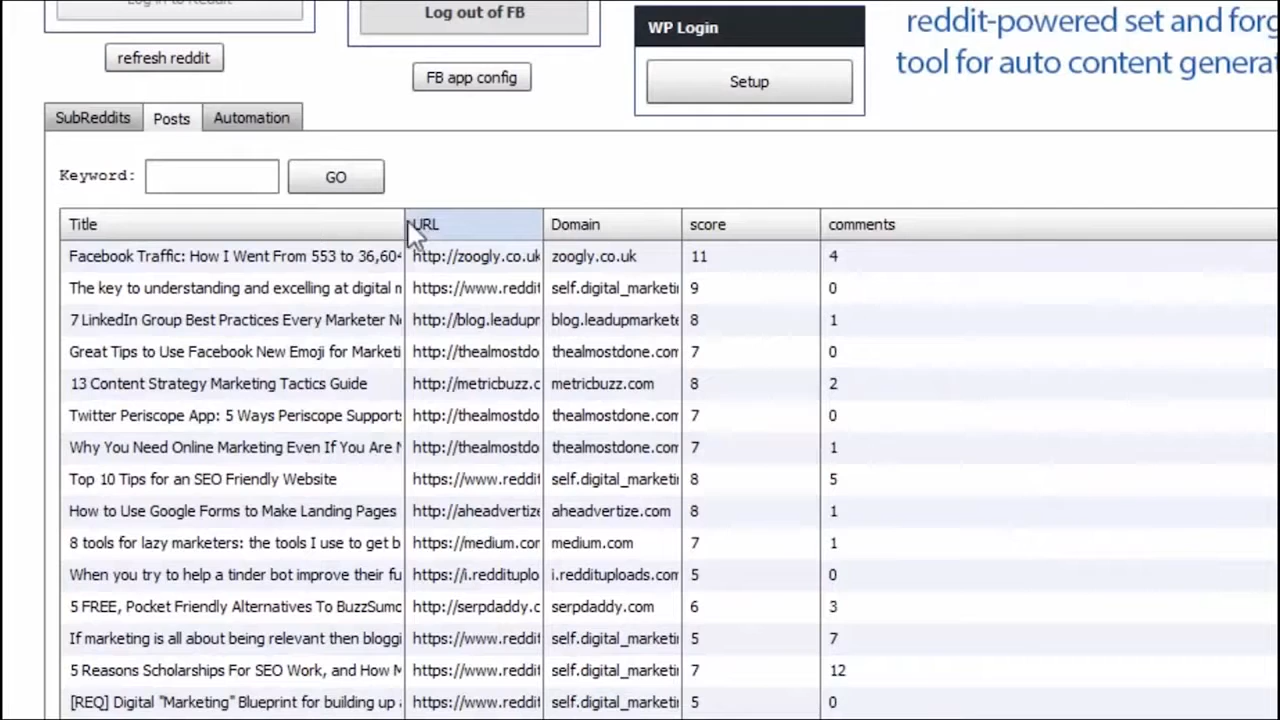 Log in to Reddit
Log out of FB
WP Login
reddit-powered set and forg
tool for auto content generat
refresh reddit
FB app config
Setup
SubReddits Posts Automation
Keyword: GO
Title URL Domain score comments
Facebook Traffic: How I Went From 553 to 36,604 http://zoogly.co.uk zoogly.co.uk 11 4
The key to understanding and excelling at digital m https://www.reddit self.digital_marketi 9 0
7 LinkedIn Group Best Practices Every Marketer N http://blog.leadupr blog.leadupmarkete 8 1
Great Tips to Use Facebook New Emoji for Marketi http://thealmostdo thealmostdone.com 7 0
13 Content Strategy Marketing Tactics Guide http://metricbuzz.c metricbuzz.com 8 2
Twitter Periscope App: 5 Ways Periscope Supports http://thealmostdo thealmostdone.com 7 0
Why You Need Online Marketing Even If You Are N http://thealmostdo thealmostdone.com 7 1
Top 10 Tips for an SEO Friendly Website https://www.reddit self.digital_marketi 8 5
How to Use Google Forms to Make Landing Pages http://aheadvertize aheadvertize.com 8 1
8 tools for lazy marketers: the tools I use to get b https://medium.com medium.com 7 1
When you try to help a tinder bot improve their fu https://i.reddituplo i.reddituploads.com 5 0
5 FREE, Pocket Friendly Alternatives To BuzzSumo http://serpdaddy.c serpdaddy.com 6 3
If marketing is all about being relevant then bloggi https://www.reddit self.digital_marketi 5 7
5 Reasons Scholarships For SEO Work, and How M https://www.reddit self.digital_marketi 7 12
[REQ] Digital "Marketing" Blueprint for building up https://www.reddit self.digital_marketi 5 0